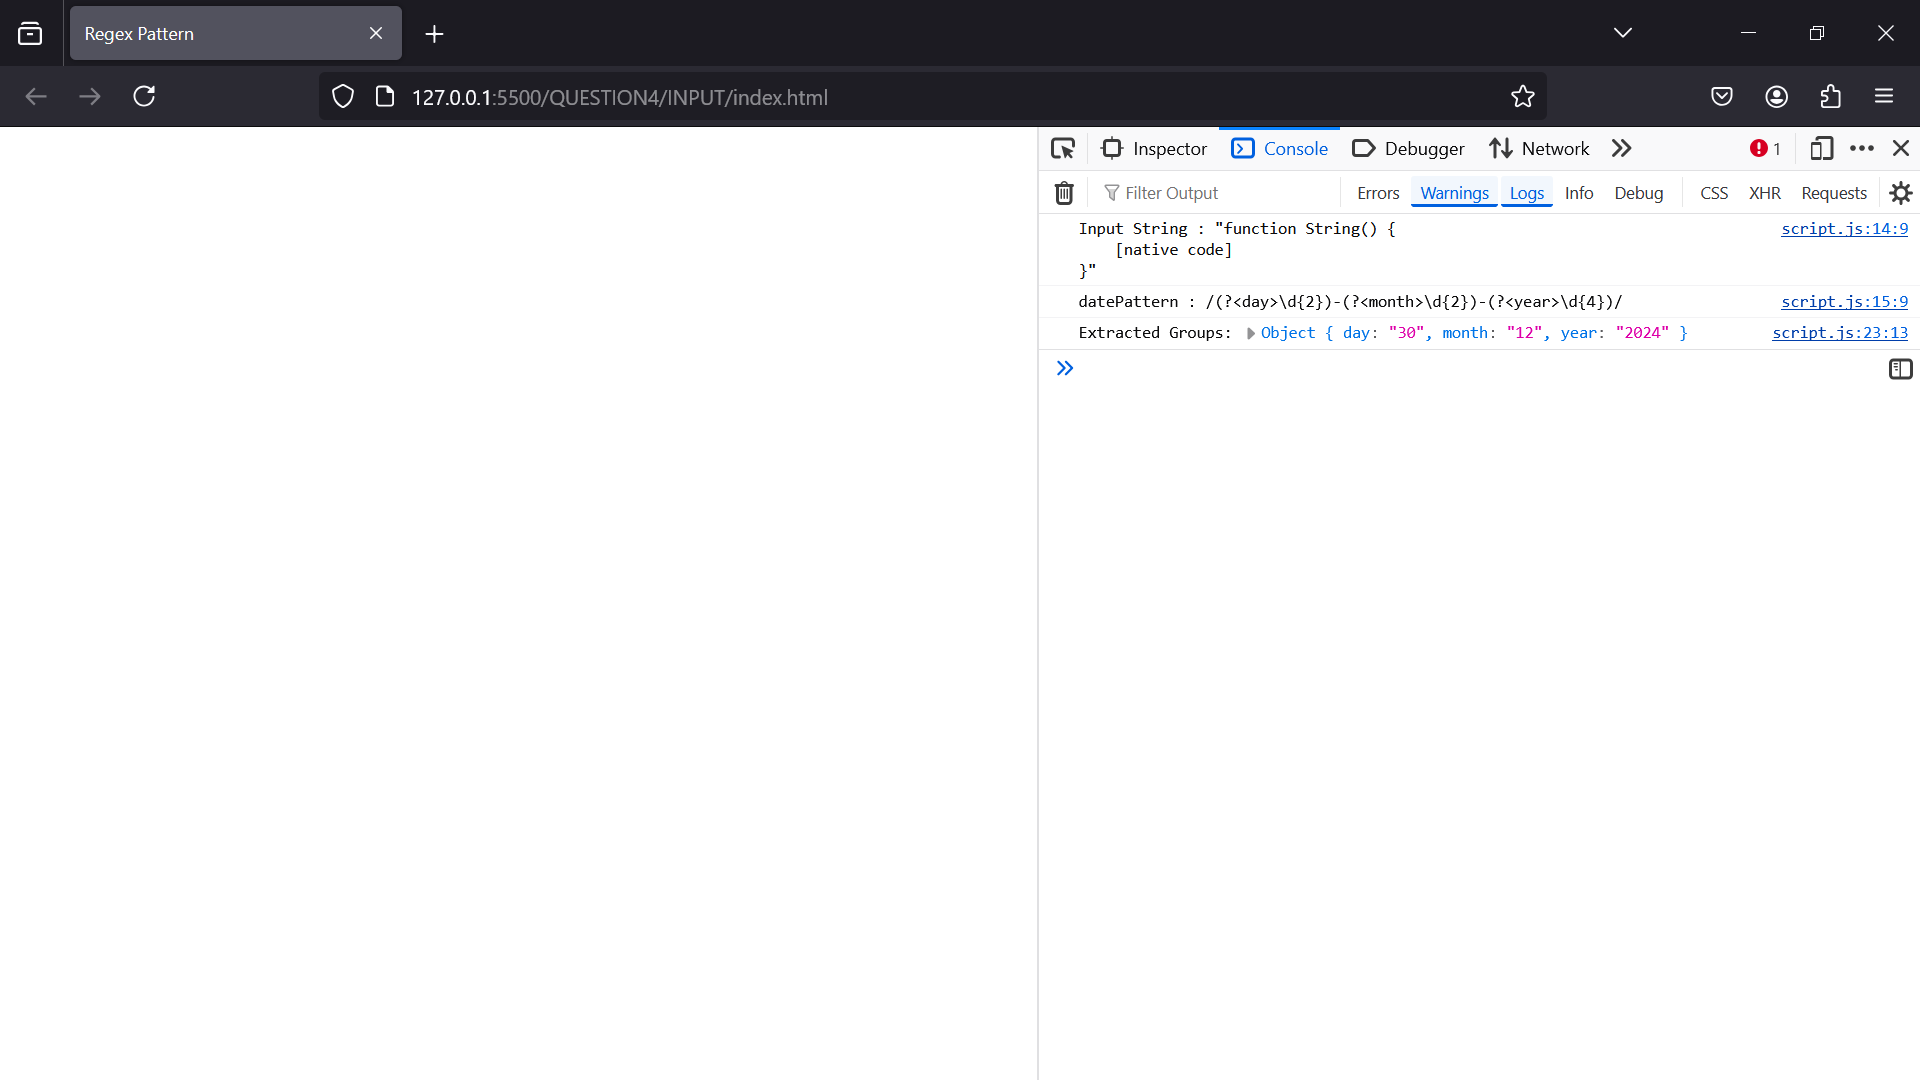 Regex Pattern
127.0.0.1:5500/QUESTION4/INPUT/index.html
Inspector Console Debugger Network 1
Filter Output Errors Warnings Logs Info Debug CSS XHR Requests
Input String : "function String() { script.js:14:9
    [native code]
}"
datePattern : /(?<day>\d{2})-(?<month>\d{2})-(?<year>\d{4})/ script.js:15:9
Extracted Groups: Object { day: "30", month: "12", year: "2024" } script.js:23:13